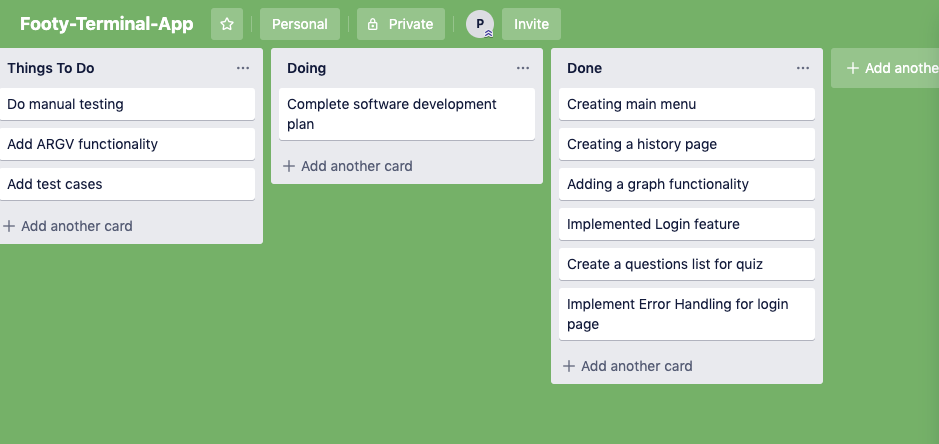 Footy-Terminal-App
Personal
Private
P
Invite
Things To Do
Do manual testing
Add ARGV functionality
Add test cases
Add another card
Doing
Complete software development
plan
Add another card
Done
Creating main menu
Creating a history page
Adding a graph functionality
Implemented Login feature
Create a questions list for quiz
Implement Error Handling for login
page
Add another card
Add anothe